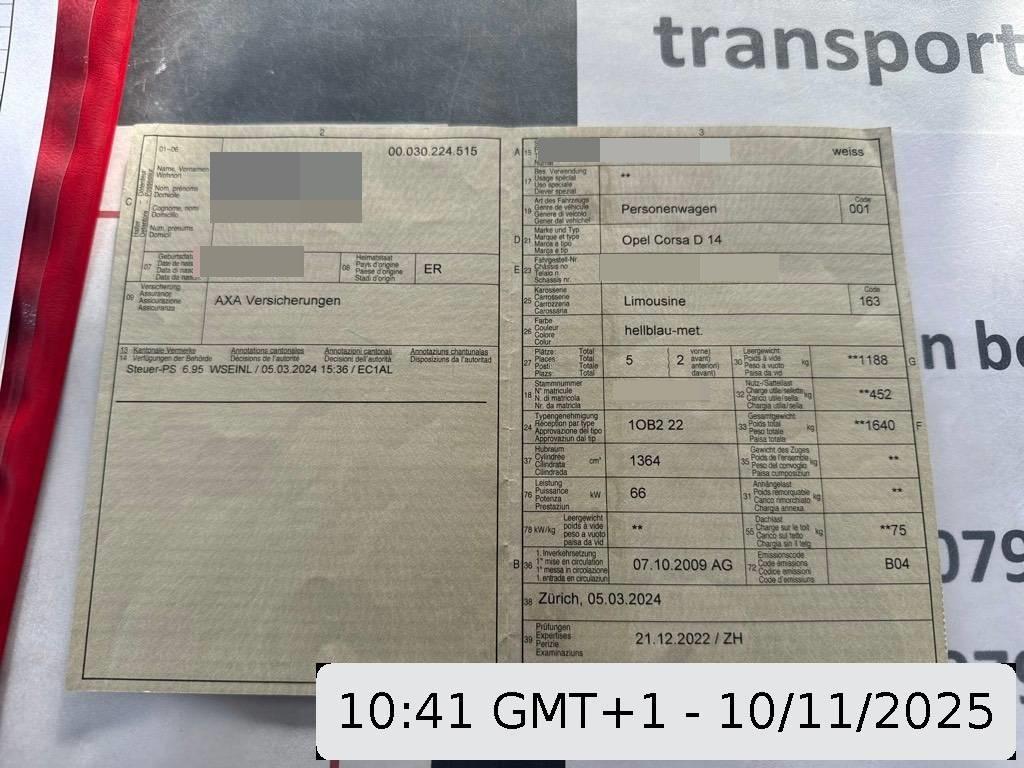 transport
2
01-06
00.030.224.515
Name, Vornamen
Wohnort
Nom, prénoms
Domicile
Cognome, nomi
Domicilio
Num, prenums
Domicil
C
07
Geburtsdatum
08
Heimatstaat
Pays d'origine
Paese d'origine
Stadi d'origin
ER
09
Versicherung
Assurance
Assicurazione
Assicuranza
AXA Versicherungen
13
14
Kantonale Vermerke
Verfügungen der Behörde
Annotations cantonales
Décisions de l'autorité
Annotazioni cantonali
Decisioni dell'autorità
Annotaziuns chantunalas
Disposiziuns da l'autoritad
Steuer-PS 6.95 WSEINL / 05.03.2024 15:36 / EC1AL
3
A 15
weiss
17
Bes. Verwendung
Usage spécial
Uso speciale
Diever spezial
**
19
Art des Fahrzeugs
Genre de véhicule
Genere di veicolo
Gener dal vehichel
Personenwagen
Code
001
D 21
Marke und Typ
Marque et type
Marca e tipo
Marca e tip
Opel Corsa D 14
E 23
Fahrgestell-Nr.
Châssis no
Telaio n.
Schassis nr.
25
Karosserie
Carrosserie
Carrozzeria
Carossaria
Limousine
Code
163
26
Farbe
Couleur
Colore
Colur
hellblau-met.
27
Plätze: Total
Places: Total
Posti: Total
Plazs: Total
5
2
vorne)
avant)
anteriori)
davant)
30
Leergewicht
Poids à vide
Peso a vuoto
Paisa da vid
kg
**1188
G
18
Stammnummer
N° matricule
N. di matricola
Nr. da matricla
32
Nutz-/Sattellast
Charge utile/sellette
Carico utile/sella
Chargia utila/sella
kg
**452
24
Typengenehmigung
Réception par type
Approvazione del tipo
Approvaziun dal tip
1OB2 22
33
Gesamtgewicht
Poids total
Peso totale
Paisa totala
kg
**1640
F
37
Hubraum
Cylindrée
Cilindrata
Cilindrada
cm³
1364
35
Gewicht des Zuges
Poids de l'ensemble
Peso del convoglio
Paisa cumposiziun
kg
**
76
Leistung
Puissance
Potenza
Prestaziun
kW
66
31
Anhängelast
Poids remorquable
Carico rimorchiato
Chargia annexa
kg
**
78 kW/kg
Leergewicht
poids à vide
peso a vuoto
paisa da vid
**
55
Dachlast
Charge sur le toit
Carico sul tetto
Chargia sin il tetg
kg
**75
B 36
1. Inverkehrsetzung
1re mise en circulation
1a messa in circolazione
1. entrada en circulaziun
07.10.2009 AG
72
Emissionscode
Code émissions
Codice emissioni
Code d'emissiuns
B04
38
Zürich, 05.03.2024
39
Prüfungen
Expertises
Perizie
Examinaziuns
21.12.2022 / ZH
n be
079
079
10:41 GMT+1 - 10/11/2025